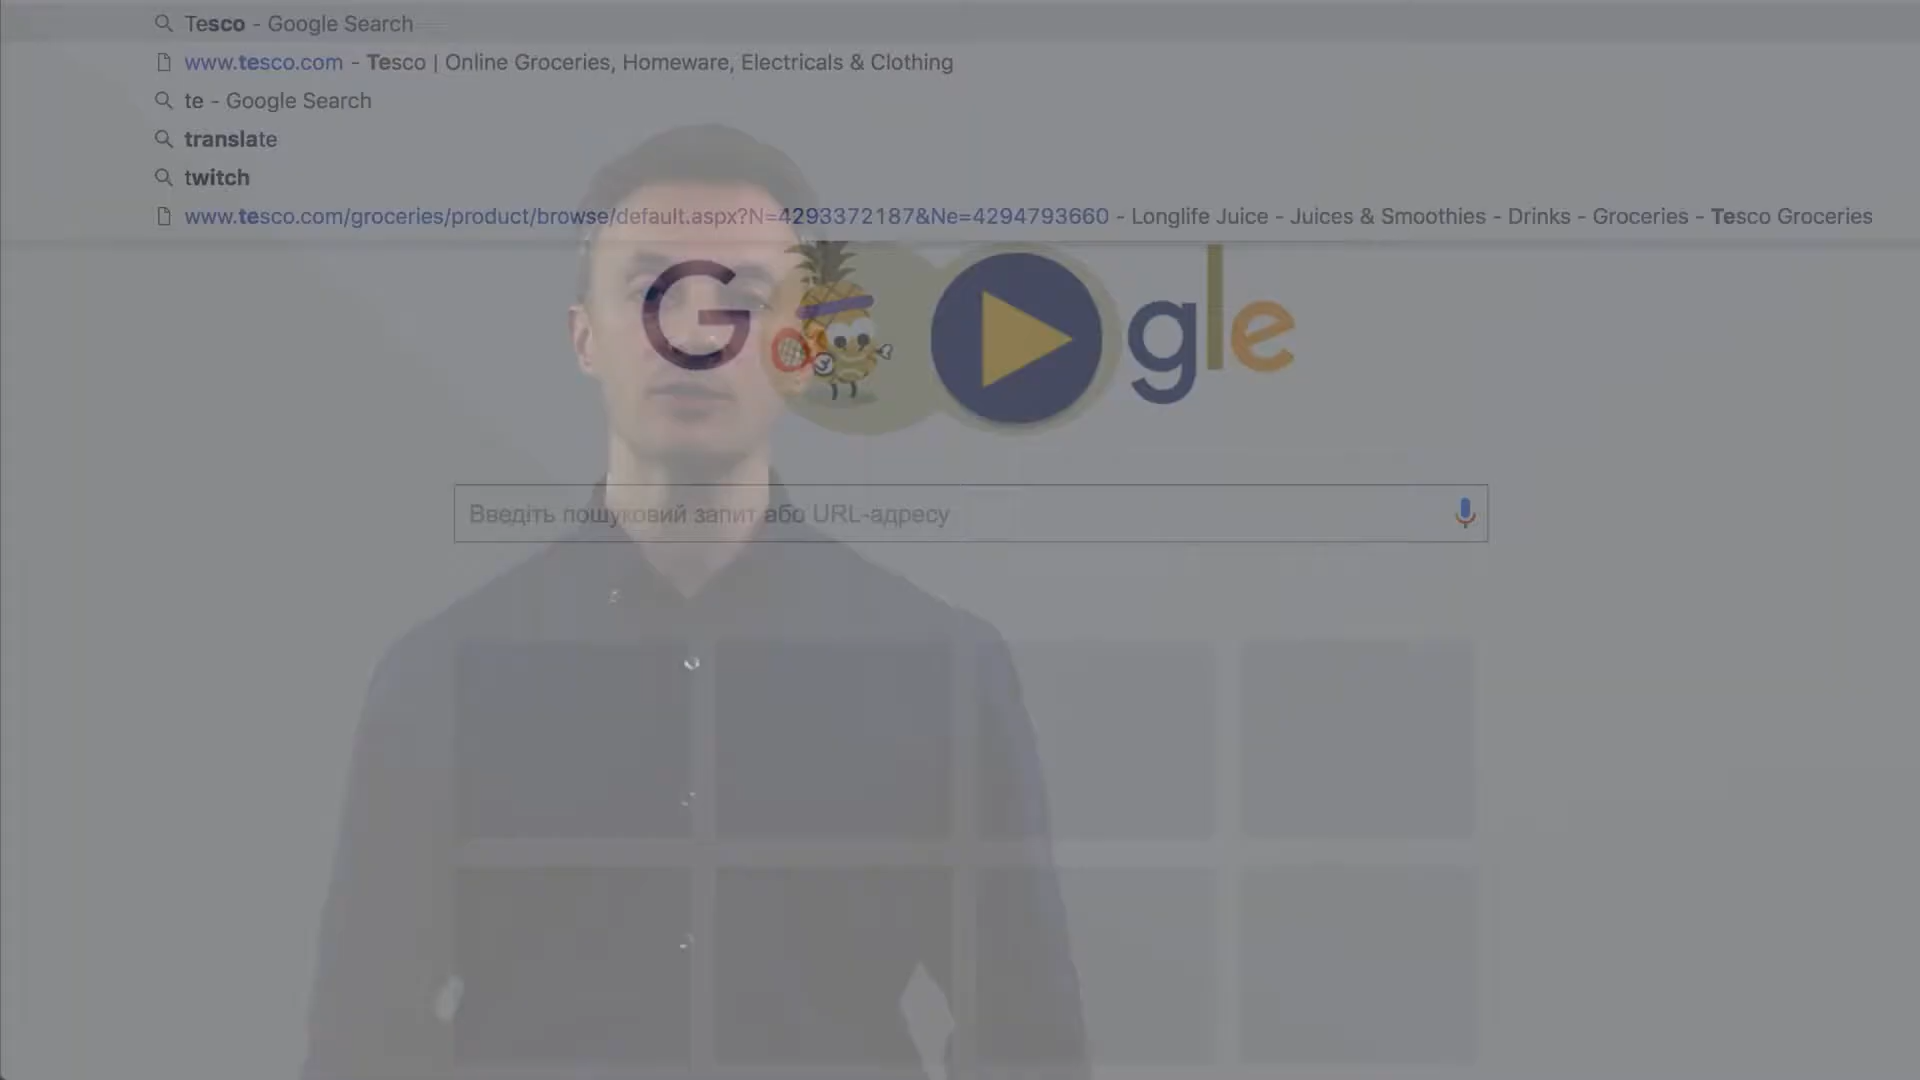 Tesco - Google Search
www.tesco.com - Tesco | Online Groceries, Homeware, Electricals & Clothing
te - Google Search
translate
twitch
www.tesco.com/groceries/product/browse/default.aspx?N=4293372187&Ne=4294793660 - Longlife Juice - Juices & Smoothies - Drinks - Groceries - Tesco Groceries
G gle
Введіть пошуковий запит або URL-адресу